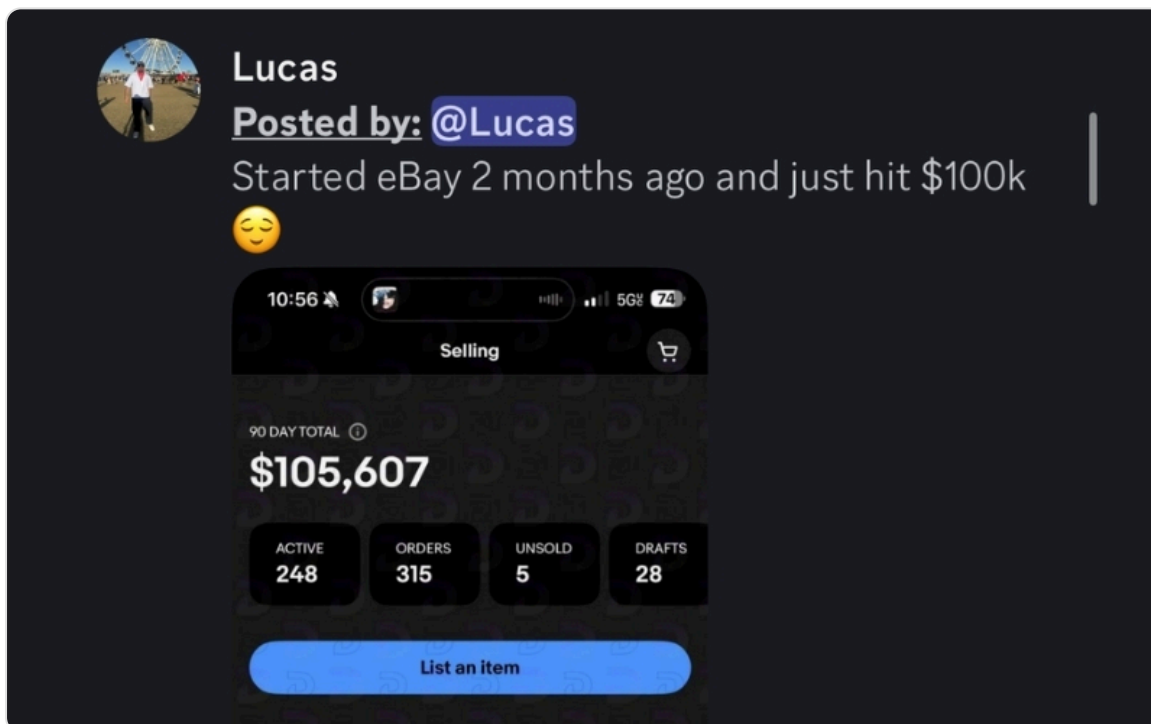 Lucas
Posted by: @Lucas
Started eBay 2 months ago and just hit $100k
10:56
5G
74
Selling
90 DAY TOTAL
$105,607
ACTIVE
248
ORDERS
315
UNSOLD
5
DRAFTS
28
List an item